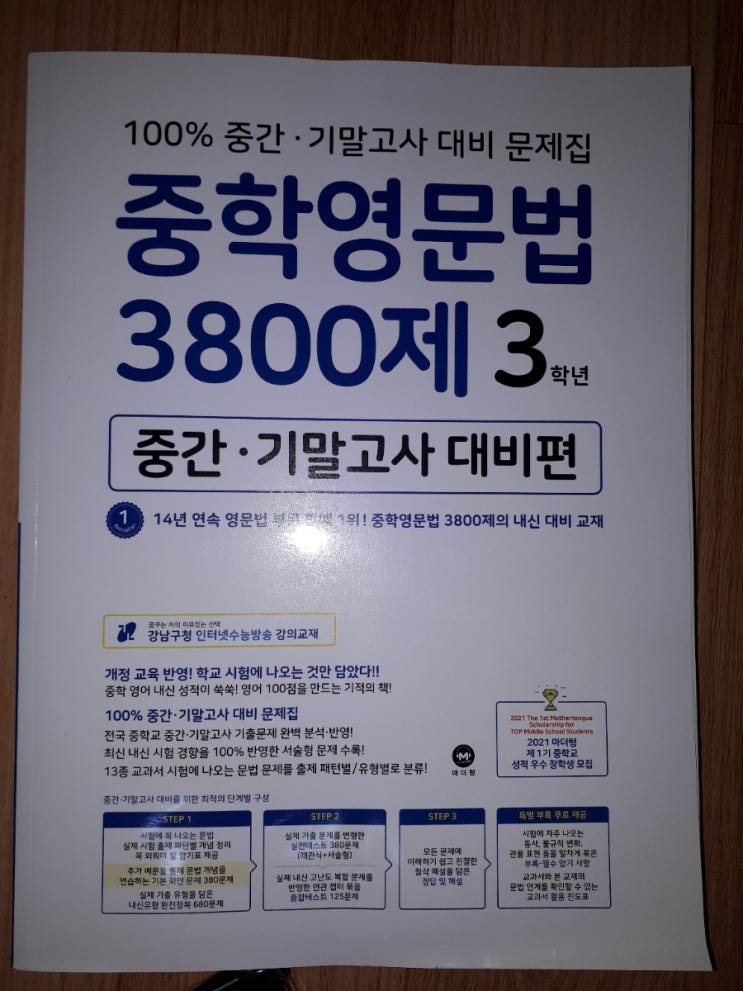 100% 중간·기말고사 대비 문제집
중학영문법
3800제 3학년
중간·기말고사 대비편
1
14년 연속 영문법 부문 판매 1위! 중학영문법 3800제의 내신 대비 교재
꿈꾸는 자의 이유있는 선택
강남구청 인터넷수능방송 강의교재
개정 교육 반영! 학교 시험에 나오는 것만 담았다!!
중학 영어 내신 성적이 쑥쑥! 영어 100점을 만드는 기적의 책!
100% 중간·기말고사 대비 문제집
전국 중학교 중간·기말고사 기출문제 완벽 분석·반영!
최신 내신 시험 경향을 100% 반영한 서술형 문제 수록!
13종 교과서 시험에 나오는 문법 문제를 출제 패턴별/유형별로 분류!
마더텅
2021 The 1st Mothertongue
Scholarship for
TOP Middle School Students
2021 마더텅
제 1기 중학교
성적 우수 장학생 모집
중간·기말고사 대비를 위한 최적의 단계별 구성
STEP 1
시험에 꼭 나오는 문법
실제 시험 출제 패턴별 개념 정리
꼭 외워야 할 암기표 제공
추가 예문을 통해 문법 개념을
연습하는 기본 확인 문제 380문제
실제 기출 유형을 담은
내신유형 완전정복 680문제
STEP 2
실제 기출 문제를 변형한
실전테스트 380문제
(객관식+서술형)
실제 내신 고난도 복합 문제를
반영한 연관 챕터 묶음
종합테스트 125문제
STEP 3
모든 문제에
이해하기 쉽고 친절한
첨삭 해설을 담은
정답 및 해설
특별 부록 무료 제공
시험에 자주 나오는
동사, 불규칙 변화,
관용 표현 등을 알차게 묶은
부록-필수 암기 사항
교과서와 본 교재의
문법 연계를 확인할 수 있는
교과서 활용 진도표